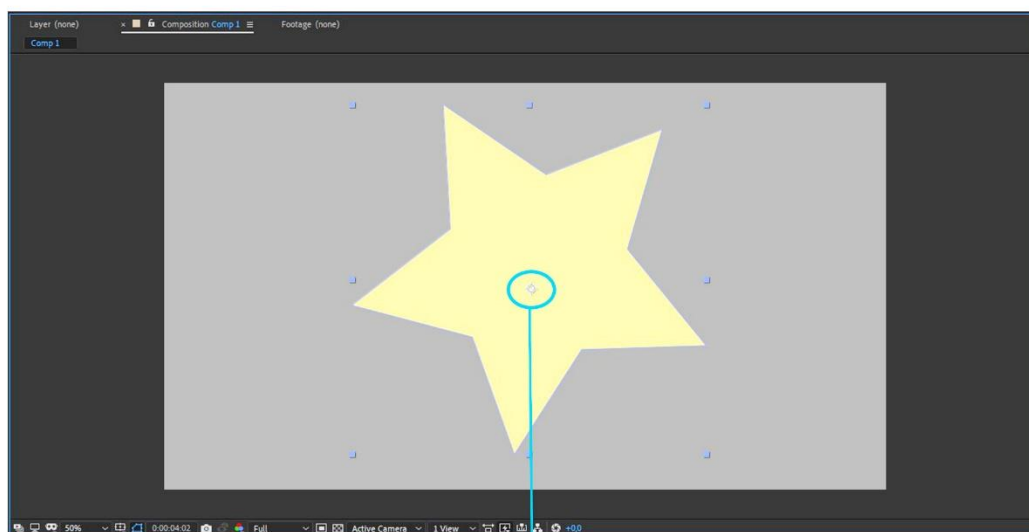 Layer (none) × Composition Comp 1 ≡ Footage (none)
Comp 1
50% 0:00:04:02 Full Active Camera 1 View +0,0